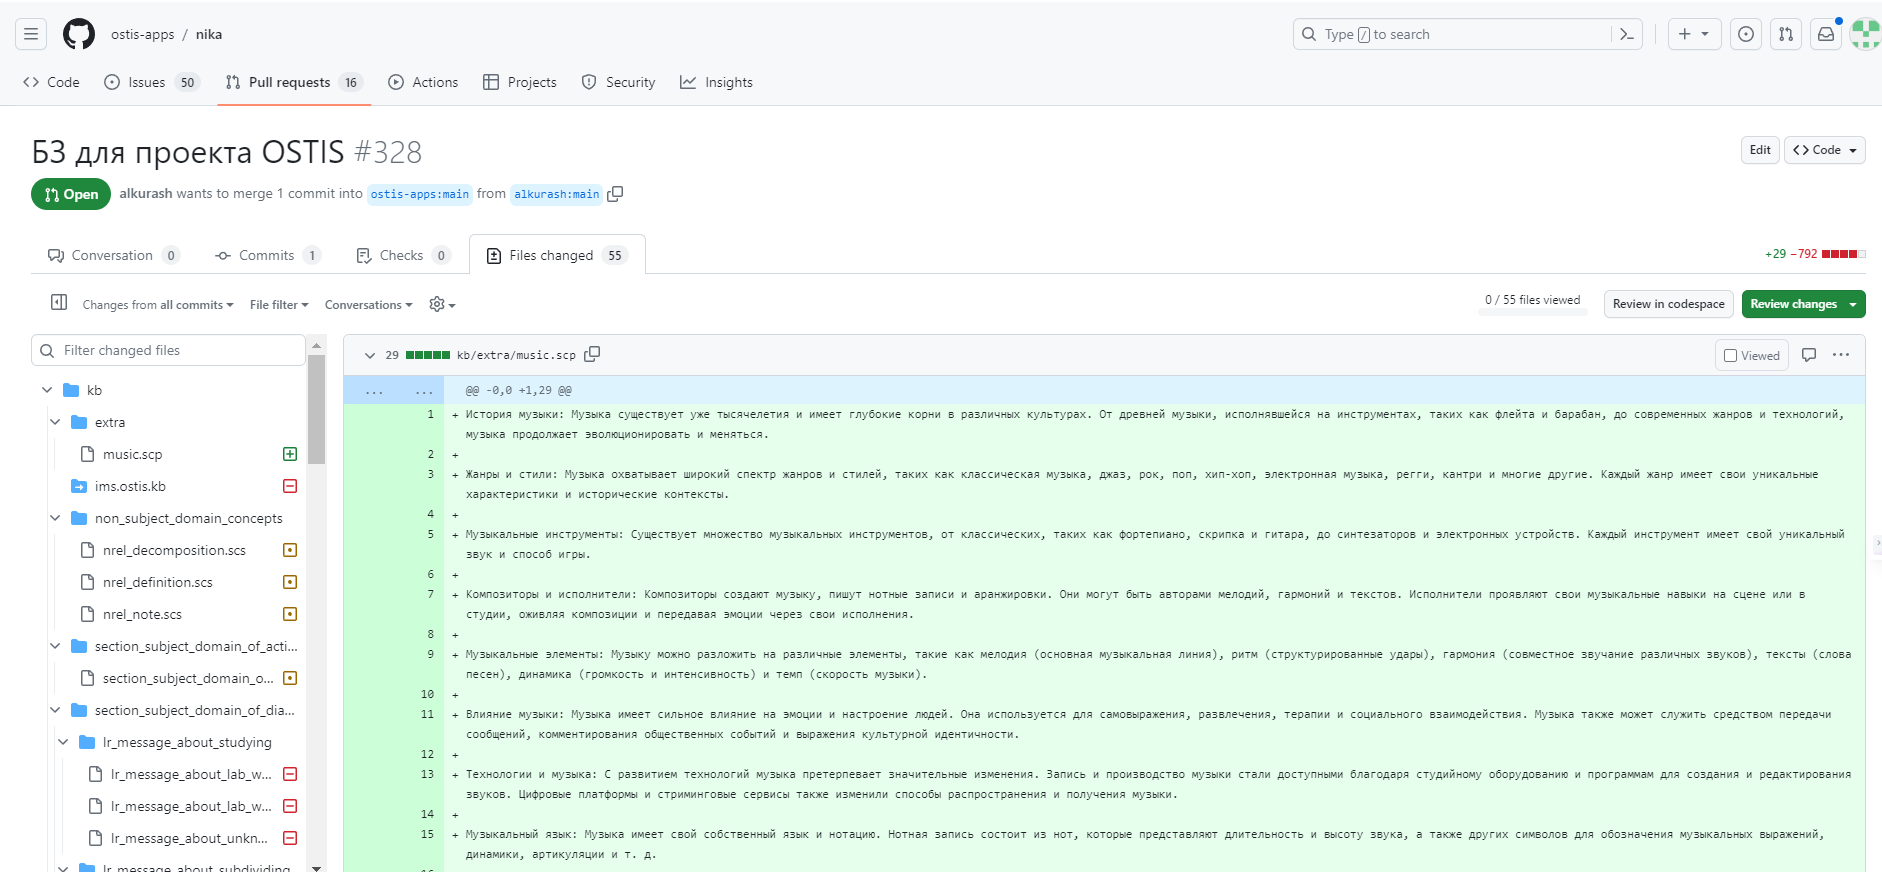 ostis-apps / nika
Type / to search
Code
Issues 50
Pull requests 16
Actions
Projects
Security
Insights
БЗ для проекта OSTIS #328
Edit
Code
Open
alkurash wants to merge 1 commit into ostis-apps:main from alkurash:main
Conversation 0
Commits 1
Checks 0
Files changed 55
+29 −792
Changes from all commits
File filter
Conversations
0 / 55 files viewed
Review in codespace
Review changes
Filter changed files
kb
extra
music.scp
ims.ostis.kb
non_subject_domain_concepts
nrel_decomposition.scs
nrel_definition.scs
nrel_note.scs
section_subject_domain_of_acti...
section_subject_domain_o...
section_subject_domain_of_dia...
lr_message_about_studying
lr_message_about_lab_w...
lr_message_about_lab_w...
lr_message_about_unkn...
lr_message_about_subdividing
29 kb/extra/music.scp
Viewed
... ... @@ -0,0 +1,29 @@
1 + История музыки: Музыка существует уже тысячелетия и имеет глубокие корни в различных культурах. От древней музыки, исполнявшейся на инструментах, таких как флейта и барабан, до современных жанров и технологий,
музыка продолжает эволюционировать и меняться.
2 +
3 + Жанры и стили: Музыка охватывает широкий спектр жанров и стилей, таких как классическая музыка, джаз, рок, поп, хип-хоп, электронная музыка, регги, кантри и многие другие. Каждый жанр имеет свои уникальные
характеристики и исторические контексты.
4 +
5 + Музыкальные инструменты: Существует множество музыкальных инструментов, от классических, таких как фортепиано, скрипка и гитара, до синтезаторов и электронных устройств. Каждый инструмент имеет свой уникальный
звук и способ игры.
6 +
7 + Композиторы и исполнители: Композиторы создают музыку, пишут нотные записи и аранжировки. Они могут быть авторами мелодий, гармоний и текстов. Исполнители проявляют свои музыкальные навыки на сцене или в
студии, оживляя композиции и передавая эмоции через свои исполнения.
8 +
9 + Музыкальные элементы: Музыку можно разложить на различные элементы, такие как мелодия (основная музыкальная линия), ритм (структурированные удары), гармония (совместное звучание различных звуков), тексты (слова
песен), динамика (громкость и интенсивность) и темп (скорость музыки).
10 +
11 + Влияние музыки: Музыка имеет сильное влияние на эмоции и настроение людей. Она используется для самовыражения, развлечения, терапии и социального взаимодействия. Музыка также может служить средством передачи
сообщений, комментирования общественных событий и выражения культурной идентичности.
12 +
13 + Технологии и музыка: С развитием технологий музыка претерпевает значительные изменения. Запись и производство музыки стали доступными благодаря студийному оборудованию и программам для создания и редактирования
звуков. Цифровые платформы и стриминговые сервисы также изменили способы распространения и получения музыки.
14 +
15 + Музыкальный язык: Музыка имеет свой собственный язык и нотацию. Нотная запись состоит из нот, которые представляют длительность и высоту звука, а также других символов для обозначения музыкальных выражений,
динамики, артикуляции и т. д.